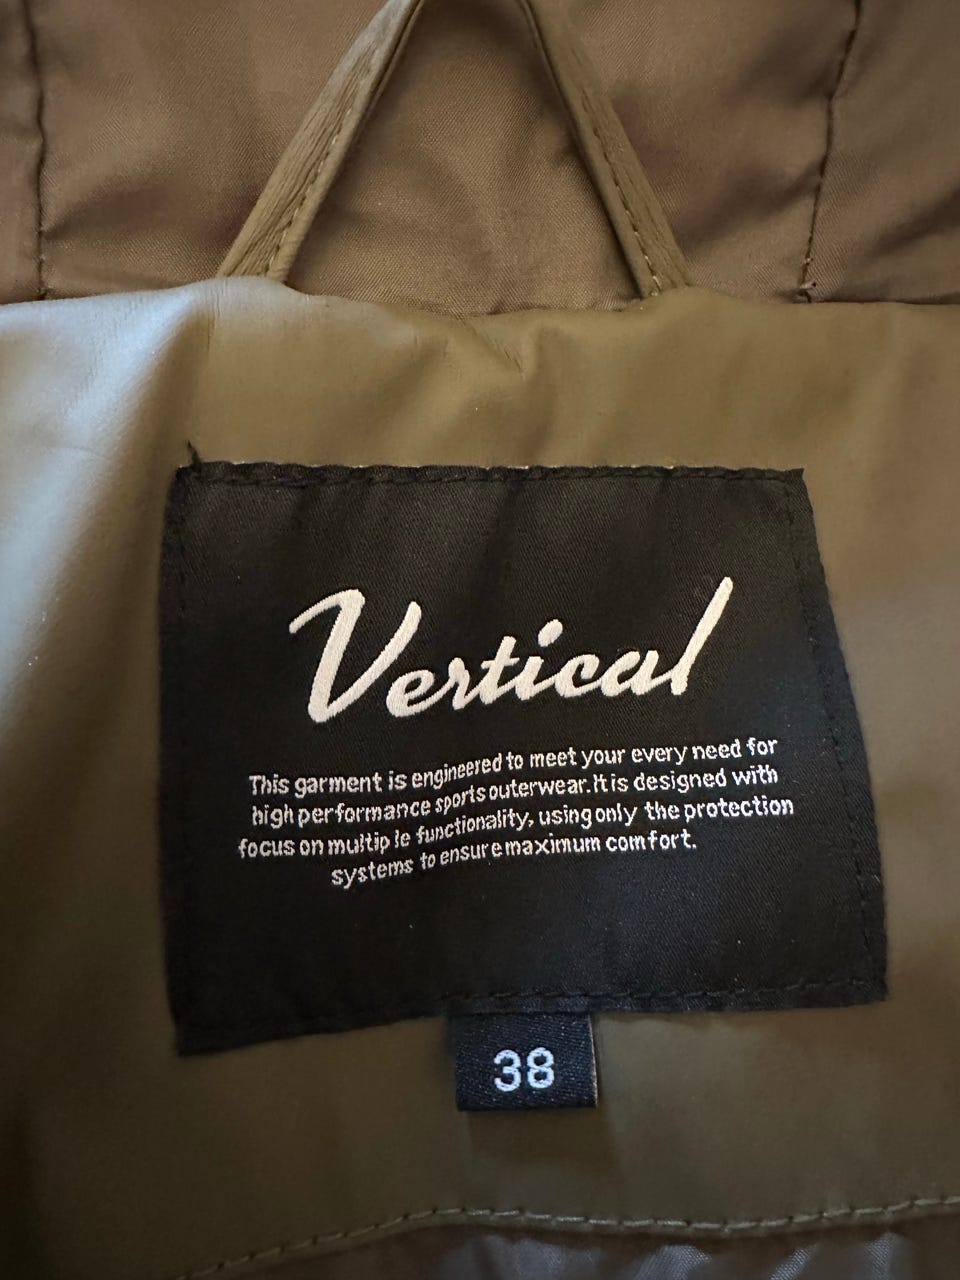 Vertical
This garment is engineered to meet your every need for
high performance sports outerwear. It is designed with
focus on multip le functionality, using only the protection
systems to ensure maximum comfort.
38